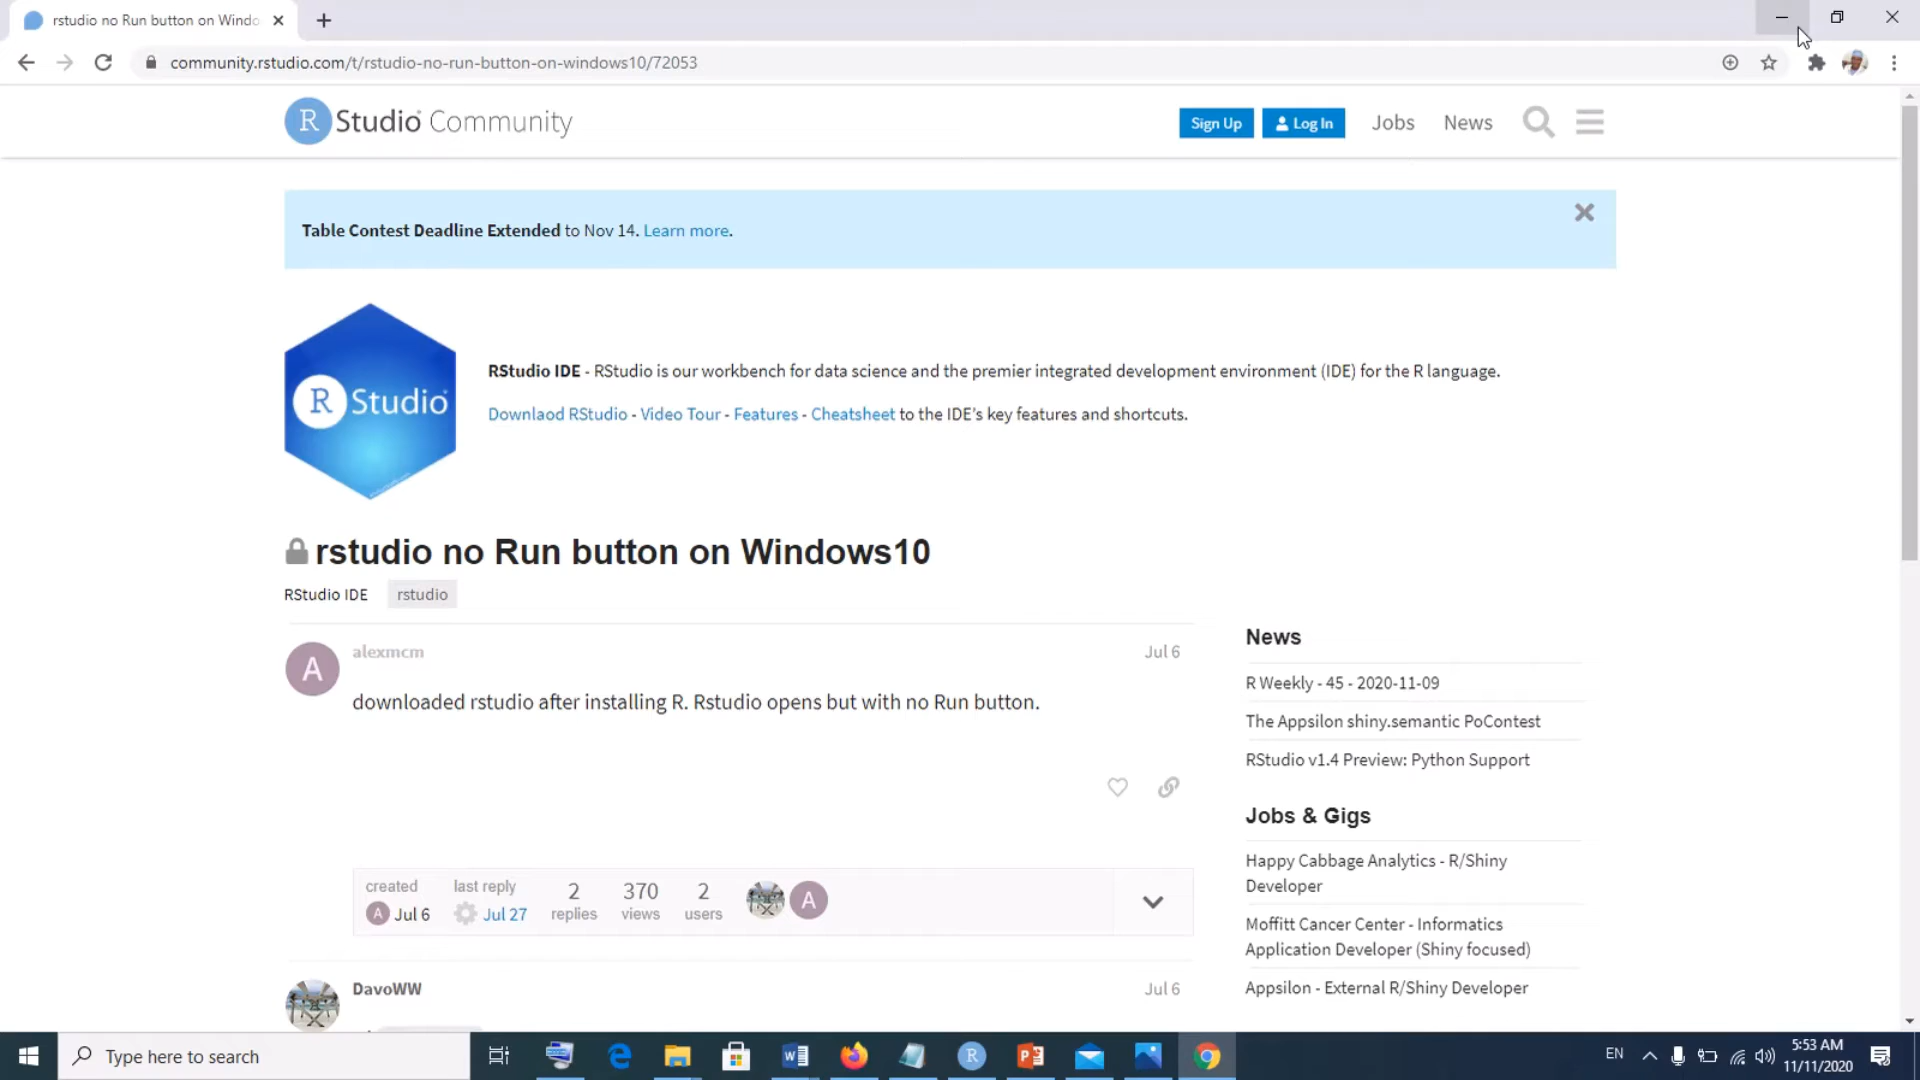 rstudio no Run button on Windo
community.rstudio.com/t/rstudio-no-run-button-on-windows10/72053
R Studio Community
Sign Up
Log In
Jobs
News
Table Contest Deadline Extended to Nov 14. Learn more.
R Studio
RStudio IDE - RStudio is our workbench for data science and the premier integrated development environment (IDE) for the R language.
Downlaod RStudio - Video Tour - Features - Cheatsheet to the IDE's key features and shortcuts.
rstudio no Run button on Windows10
RStudio IDE
rstudio
A
alexmcm
Jul 6
downloaded rstudio after installing R. Rstudio opens but with no Run button.
created
A Jul 6
last reply
Jul 27
2
replies
370
views
2
users
A
DavoWW
Jul 6
News
R Weekly - 45 - 2020-11-09
The Appsilon shiny.semantic PoContest
RStudio v1.4 Preview: Python Support
Jobs & Gigs
Happy Cabbage Analytics - R/Shiny
Developer
Moffitt Cancer Center - Informatics
Application Developer (Shiny focused)
Appsilon - External R/Shiny Developer
Type here to search
EN
5:53 AM
11/11/2020